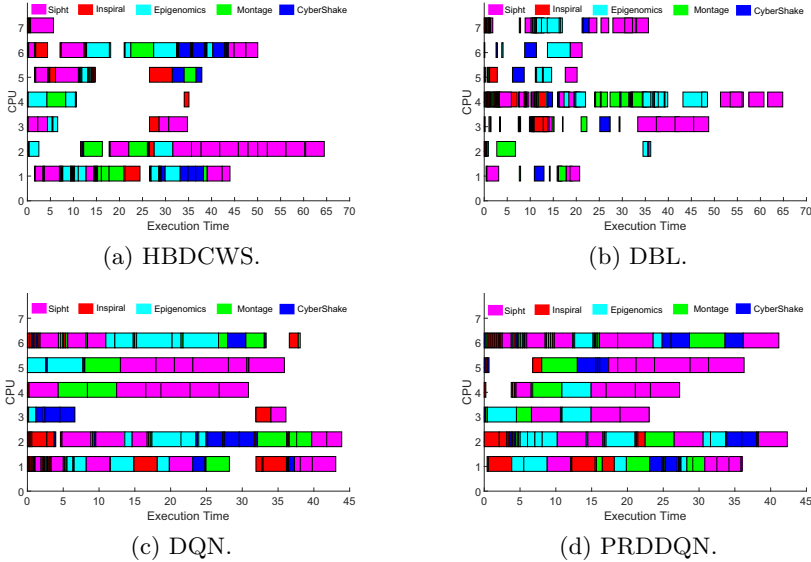 Sipht Inspiral Epigenomics Montage CyberShake
7
6
5
4
3
2
1
0
CPU
0 5 10 15 20 25 30 35 40 45 50 55 60 65 70
Execution Time
(a) HBDCWS.
Sipht Inspiral Epigenomics Montage CyberShake
7
6
5
4
3
2
1
0
CPU
0 5 10 15 20 25 30 35 40 45 50 55 60 65 70
Execution Time
(b) DBL.
Sipht Inspiral Epigenomics Montage CyberShake
7
6
5
4
3
2
1
0
CPU
0 5 10 15 20 25 30 35 40 45
Execution Time
(c) DQN.
Sipht Inspiral Epigenomics Montage CyberShake
7
6
5
4
3
2
1
0
CPU
0 5 10 15 20 25 30 35 40 45
Execution Time
(d) PRDDQN.